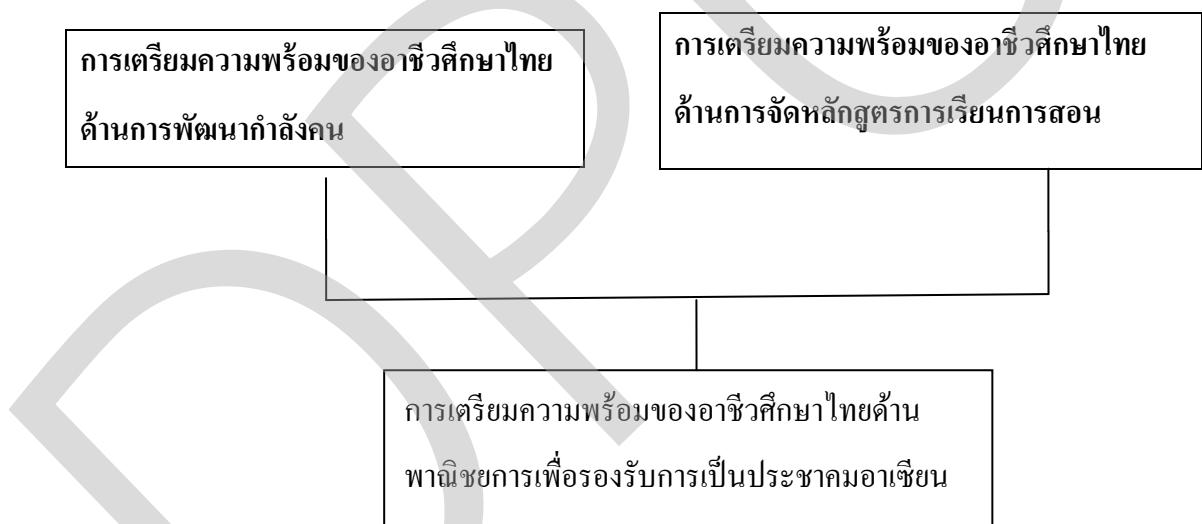 การเตรียมความพร้อมของอาชีวศึกษาไทย
ด้านการพัฒนากำลังคน
การเตรียมความพร้อมของอาชีวศึกษาไทย
ด้านการจัดหลักสูตรการเรียนการสอน
การเตรียมความพร้อมของอาชีวศึกษาไทยด้าน
พาณิชยการเพื่อรองรับการเป็นประชาคมอาเซียน